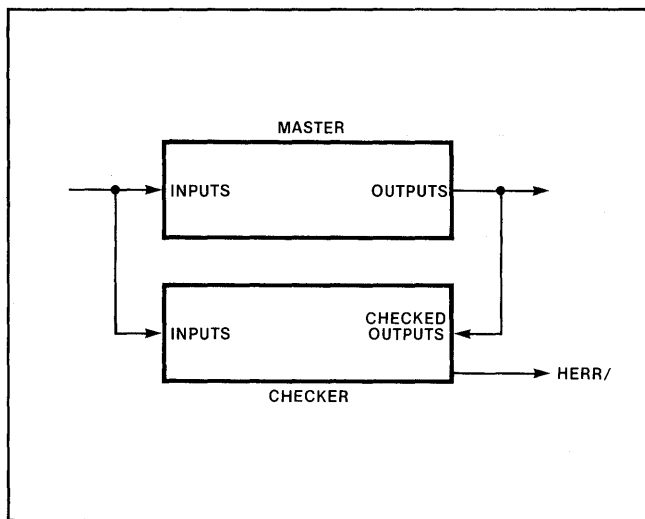 MASTER
INPUTS OUTPUTS
INPUTS CHECKED
OUTPUTS
HERR/
CHECKER